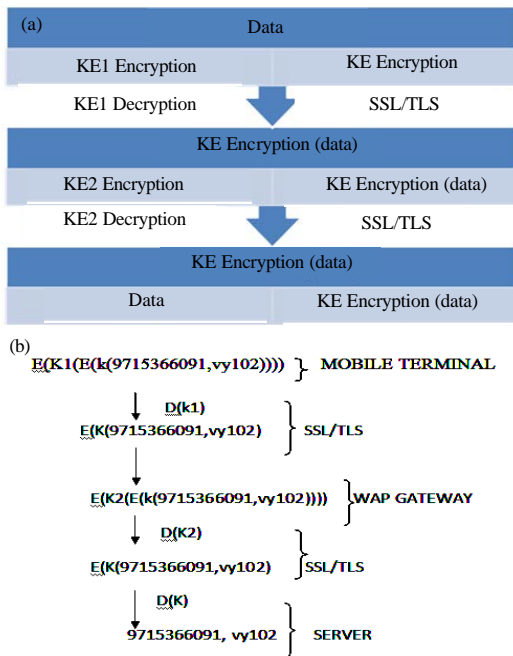 (a)
Data
KE1 Encryption KE Encryption
KE1 Decryption SSL/TLS
KE Encryption (data)
KE2 Encryption KE Encryption (data)
KE2 Decryption SSL/TLS
KE Encryption (data)
Data KE Encryption (data)
(b)
E(K1(E(k(9715366091,vy102)))) MOBILE TERMINAL
D(k1)
E(K(9715366091,vy102) SSL/TLS
E(K2(E(k(9715366091,vy102)))) WAP GATEWAY
D(K2)
E(K(9715366091,vy102) SSL/TLS
D(K)
9715366091, vy102 SERVER